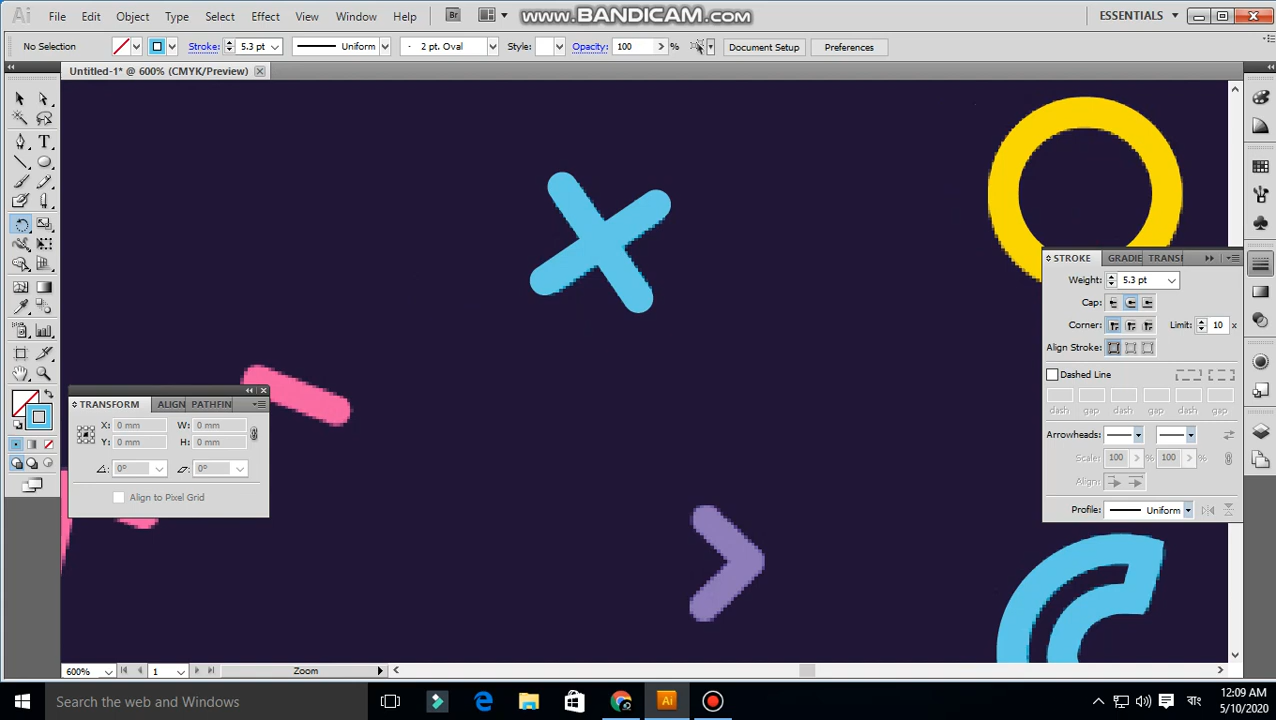 Ai File Edit Object Type Select Effect View Window Help Br www.BANDICAM.com ESSENTIALS
No Selection Stroke: 5.3 pt Uniform 2 pt. Oval Style: Opacity: 100 % Document Setup Preferences
Untitled-1* @ 600% (CMYK/Preview)
STROKE GRADIE TRANSF
Weight: 5.3 pt
Cap:
Corner: Limit: 10 x
Align Stroke:
Dashed Line
dash gap dash gap dash gap
Arrowheads:
Scale: 100 % 100 %
Align:
Profile: Uniform
TRANSFORM ALIGN PATHFIN
X: 0 mm W: 0 mm
Y: 0 mm H: 0 mm
0° 0°
Align to Pixel Grid
600% 1 Zoom
Search the web and Windows
Ai
বাং
12:09 AM
5/10/2020